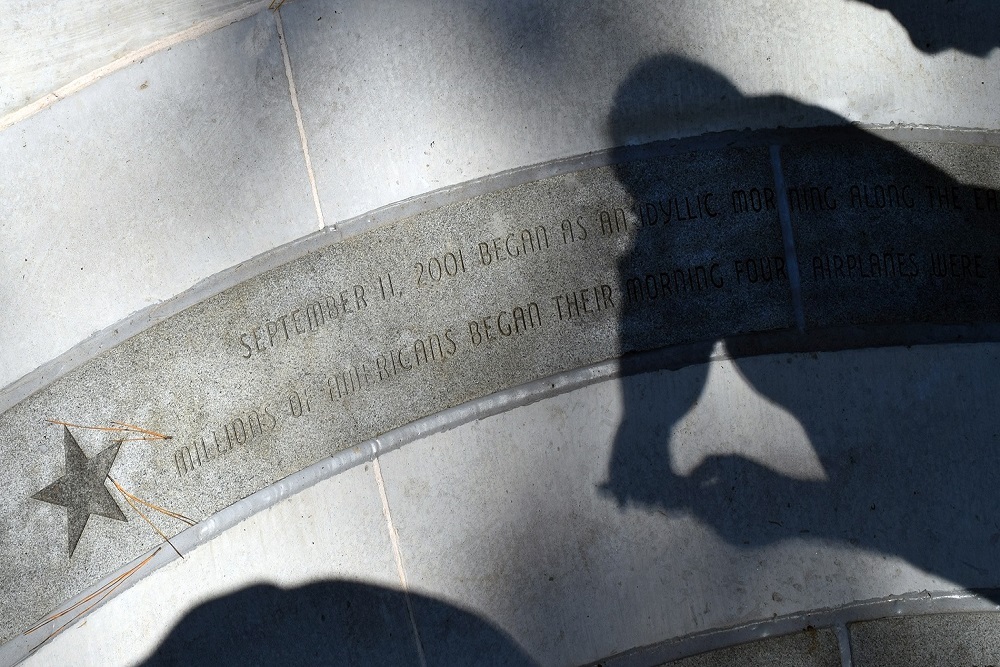 SEPTEMBER 11, 2001 BEGAN AS AN IDYLLIC MORNING ALONG THE
MILLIONS OF AMERICANS BEGAN THEIR MORNING FOUR AIRPLANES WERE